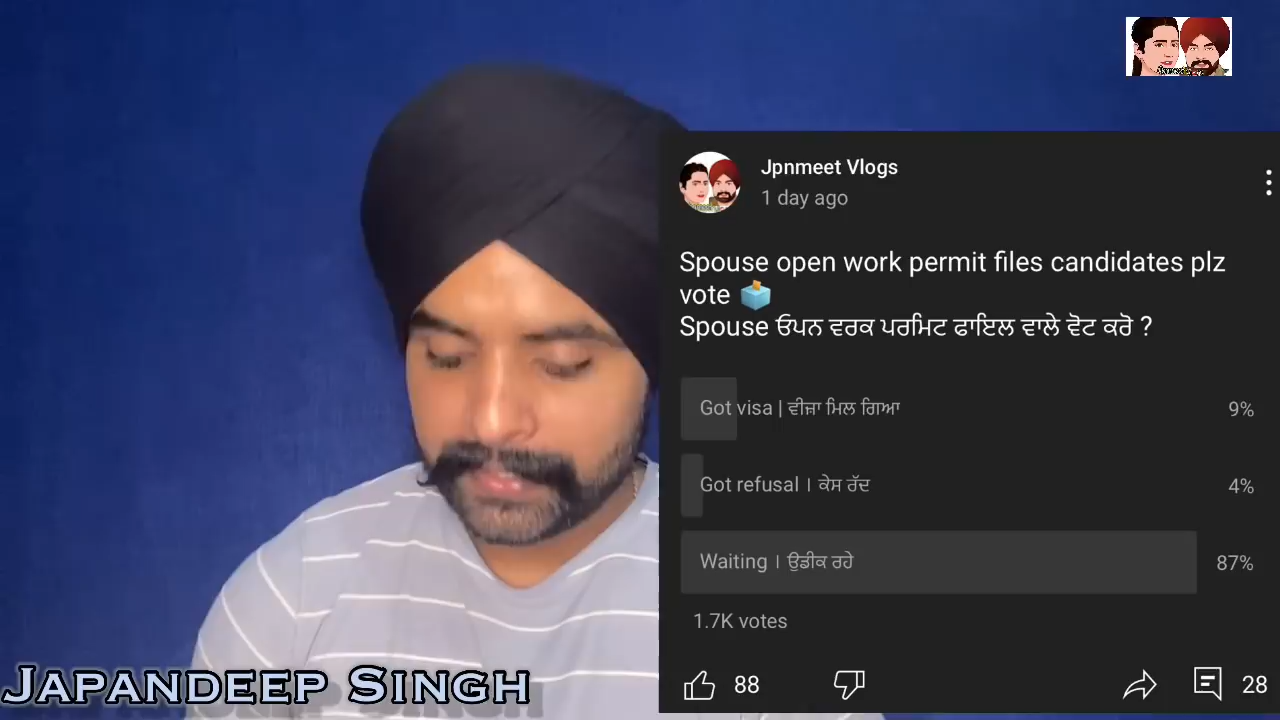 Jpnmeet Vlogs
1 day ago
Spouse open work permit files candidates plz
vote 🗳️
Spouse ਓਪਨ ਵਰਕ ਪਰਮਿਟ ਫਾਇਲ ਵਾਲੇ ਵੋਟ ਕਰੋ ?
Got visa | ਵੀਜ਼ਾ ਮਿਲ ਗਿਆ 9%
Got refusal । ਕੇਸ ਰੱਦ 4%
Waiting । ਉਡੀਕ ਰਹੇ 87%
1.7K votes
88 28
JAPANDEEP SINGH